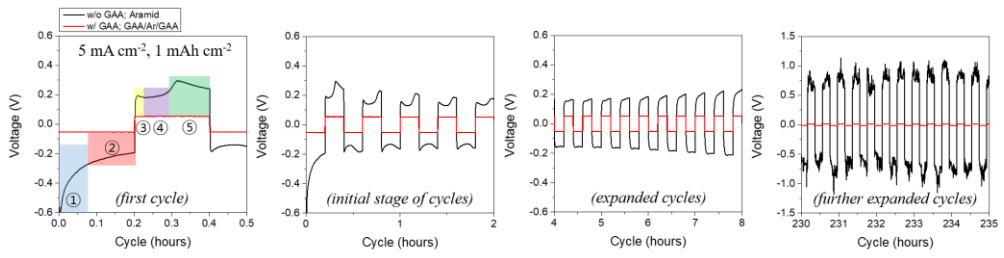 w/o GAA; Aramid
w/ GAA; GAA/Ar/GAA
5 mA cm-2, 1 mAh cm-2
Voltage (V)
0.6
0.4
0.2
0.0
-0.2
-0.4
-0.6
① ② ③ ④ ⑤
(first cycle)
0.0 0.1 0.2 0.3 0.4 0.5
Cycle (hours)
Voltage (V)
0.6
0.4
0.2
0.0
-0.2
-0.4
-0.6
(initial stage of cycles)
0 1 2
Cycle (hours)
Voltage (V)
0.6
0.4
0.2
0.0
-0.2
-0.4
-0.6
(expanded cycles)
4 5 6 7 8
Cycle (hours)
Voltage (V)
1.5
1.0
0.5
0.0
-0.5
-1.0
-1.5
(further expanded cycles)
230 231 232 233 234 235
Cycle (hours)